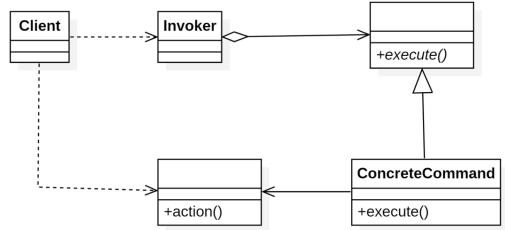 Client
Invoker
+execute()
+action()
ConcreteCommand
+execute()